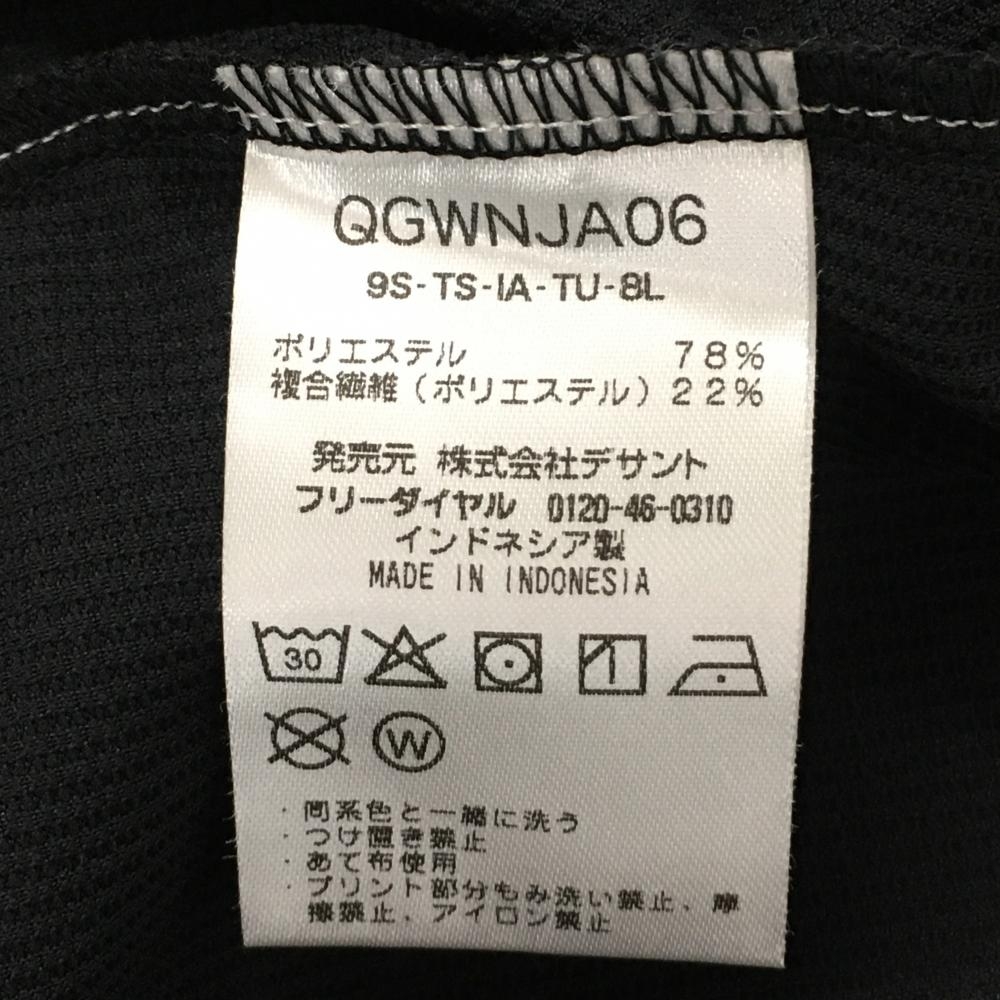 QGWNJA06
9S-TS-IA-TU-8L
ポリエステル 78%
複合繊維(ポリエステル)22%
発売元 株式会社デサント
フリーダイヤル 0120-46-0310
インドネシア製
MADE IN INDONESIA
30
W
・同系色と一緒に洗う
・つけ置き禁止
・あて布使用
・プリント部分もみ洗い禁止、摩
擦禁止、アイロン禁止